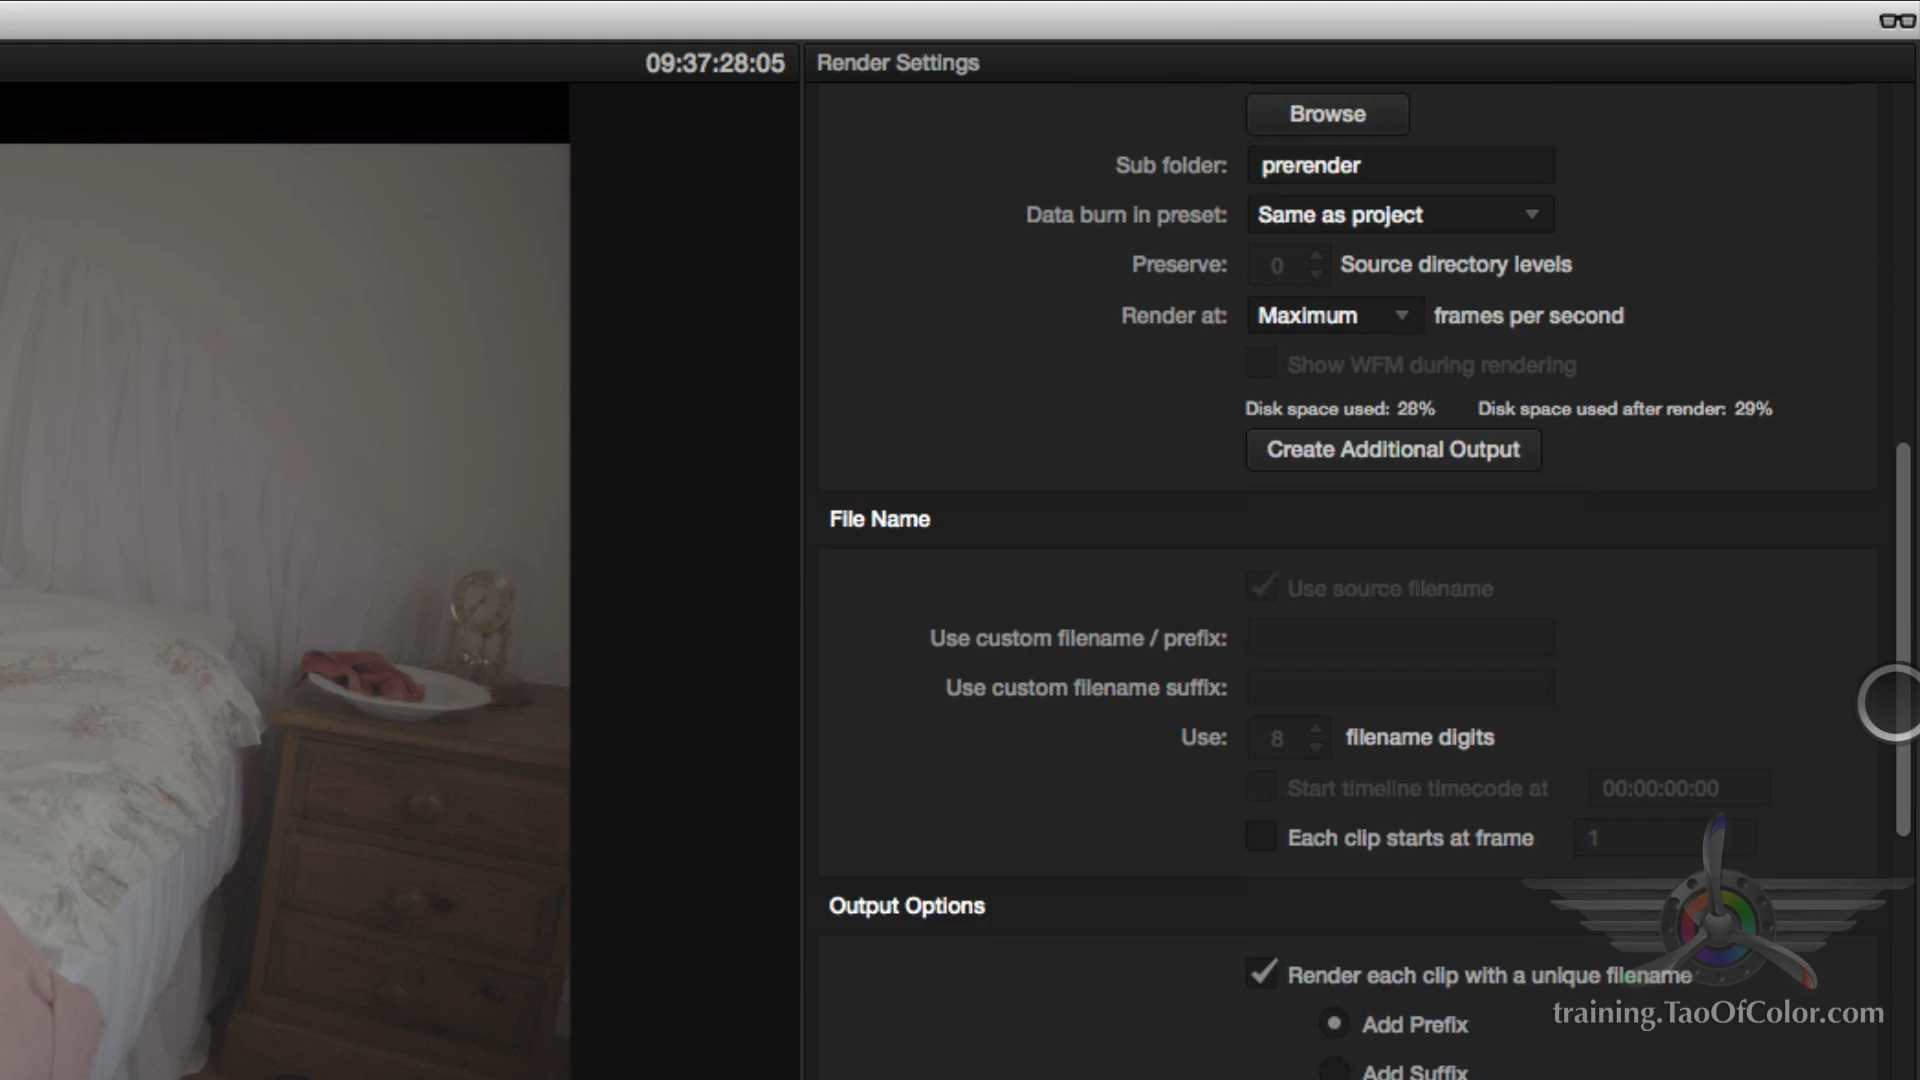 09:37:28:05
Render Settings
Browse
Sub folder: prerender
Data burn in preset: Same as project
Preserve: 0 Source directory levels
Render at: Maximum frames per second
Show WFM during rendering
Disk space used: 28% Disk space used after render: 29%
Create Additional Output
File Name
Use source filename
Use custom filename / prefix:
Use custom filename suffix:
Use: 8 filename digits
Start timeline timecode at 00:00:00:00
Each clip starts at frame 1
Output Options
Render each clip with a unique filename
training.TaoOfColor.com
Add Prefix
Add Suffix